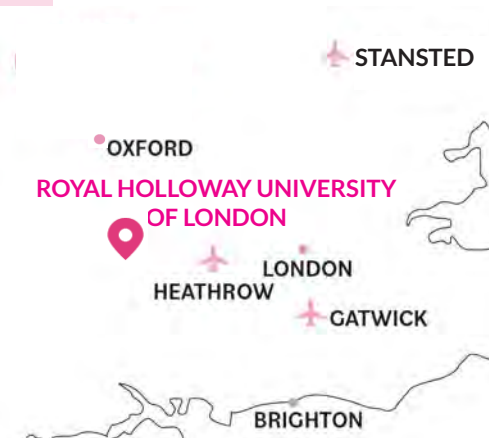 STANSTED
OXFORD
ROYAL HOLLOWAY UNIVERSITY
OF LONDON
LONDON
HEATHROW
GATWICK
BRIGHTON